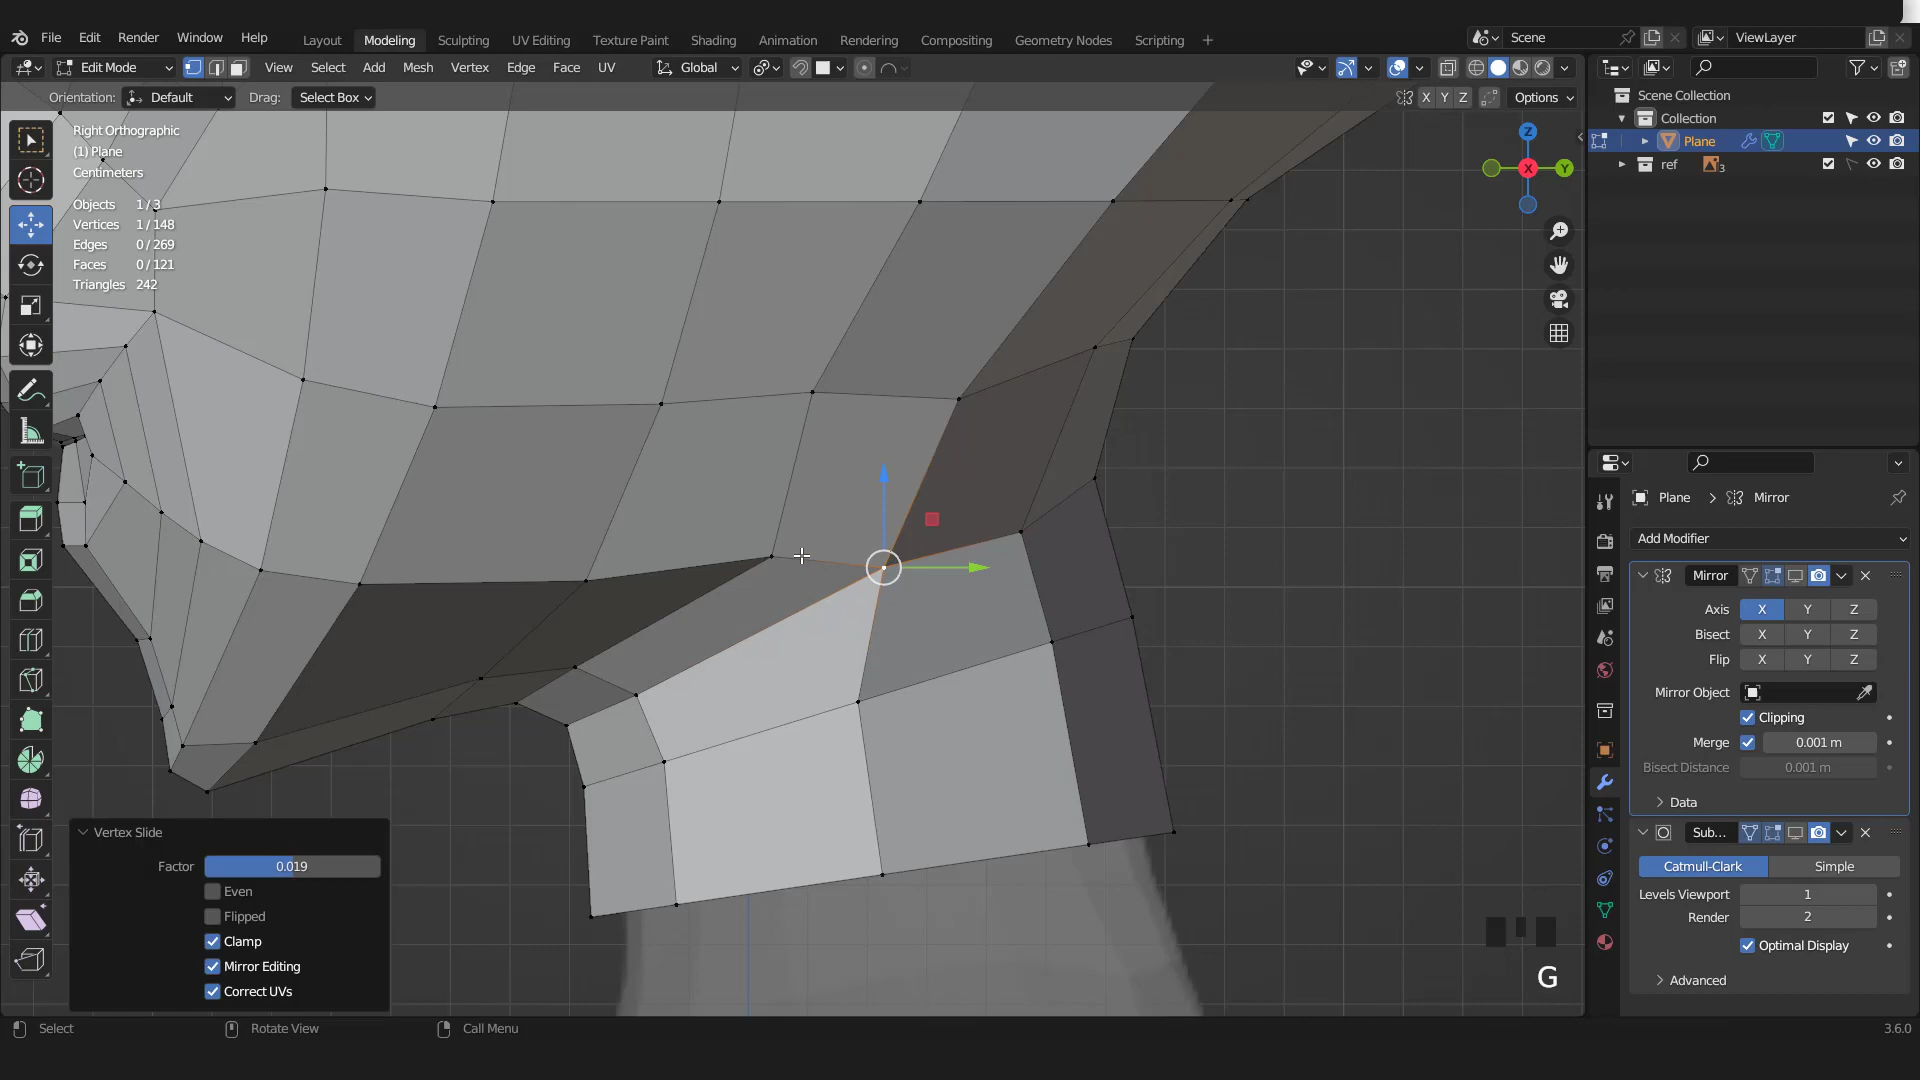 File Edit Render Window Help Layout Modeling Sculpting UV Editing Texture Paint Shading Animation Rendering Compositing Geometry Nodes Scripting + Scene ViewLayer
Edit Mode View Select Add Mesh Vertex Edge Face UV Global
Orientation: Default Drag: Select Box X Y Z Options
Scene Collection
Collection
Plane
ref 3
Right Orthographic
(1) Plane
Centimeters
Objects 1/3
Vertices 1/148
Edges 0/269
Faces 0/121
Triangles 242
Z
X
Y
Plane > Mirror
Add Modifier
Mirror
Axis X Y Z
Bisect X Y Z
Flip X Y Z
Mirror Object
Clipping
Merge 0.001 m
Bisect Distance 0.001 m
Data
Sub...
Catmull-Clark Simple
Levels Viewport 1
Render 2
Optimal Display
Advanced
Vertex Slide
Factor 0.019
Even
Flipped
Clamp
Mirror Editing
Correct UVs
G
Select Rotate View Call Menu 3.6.0